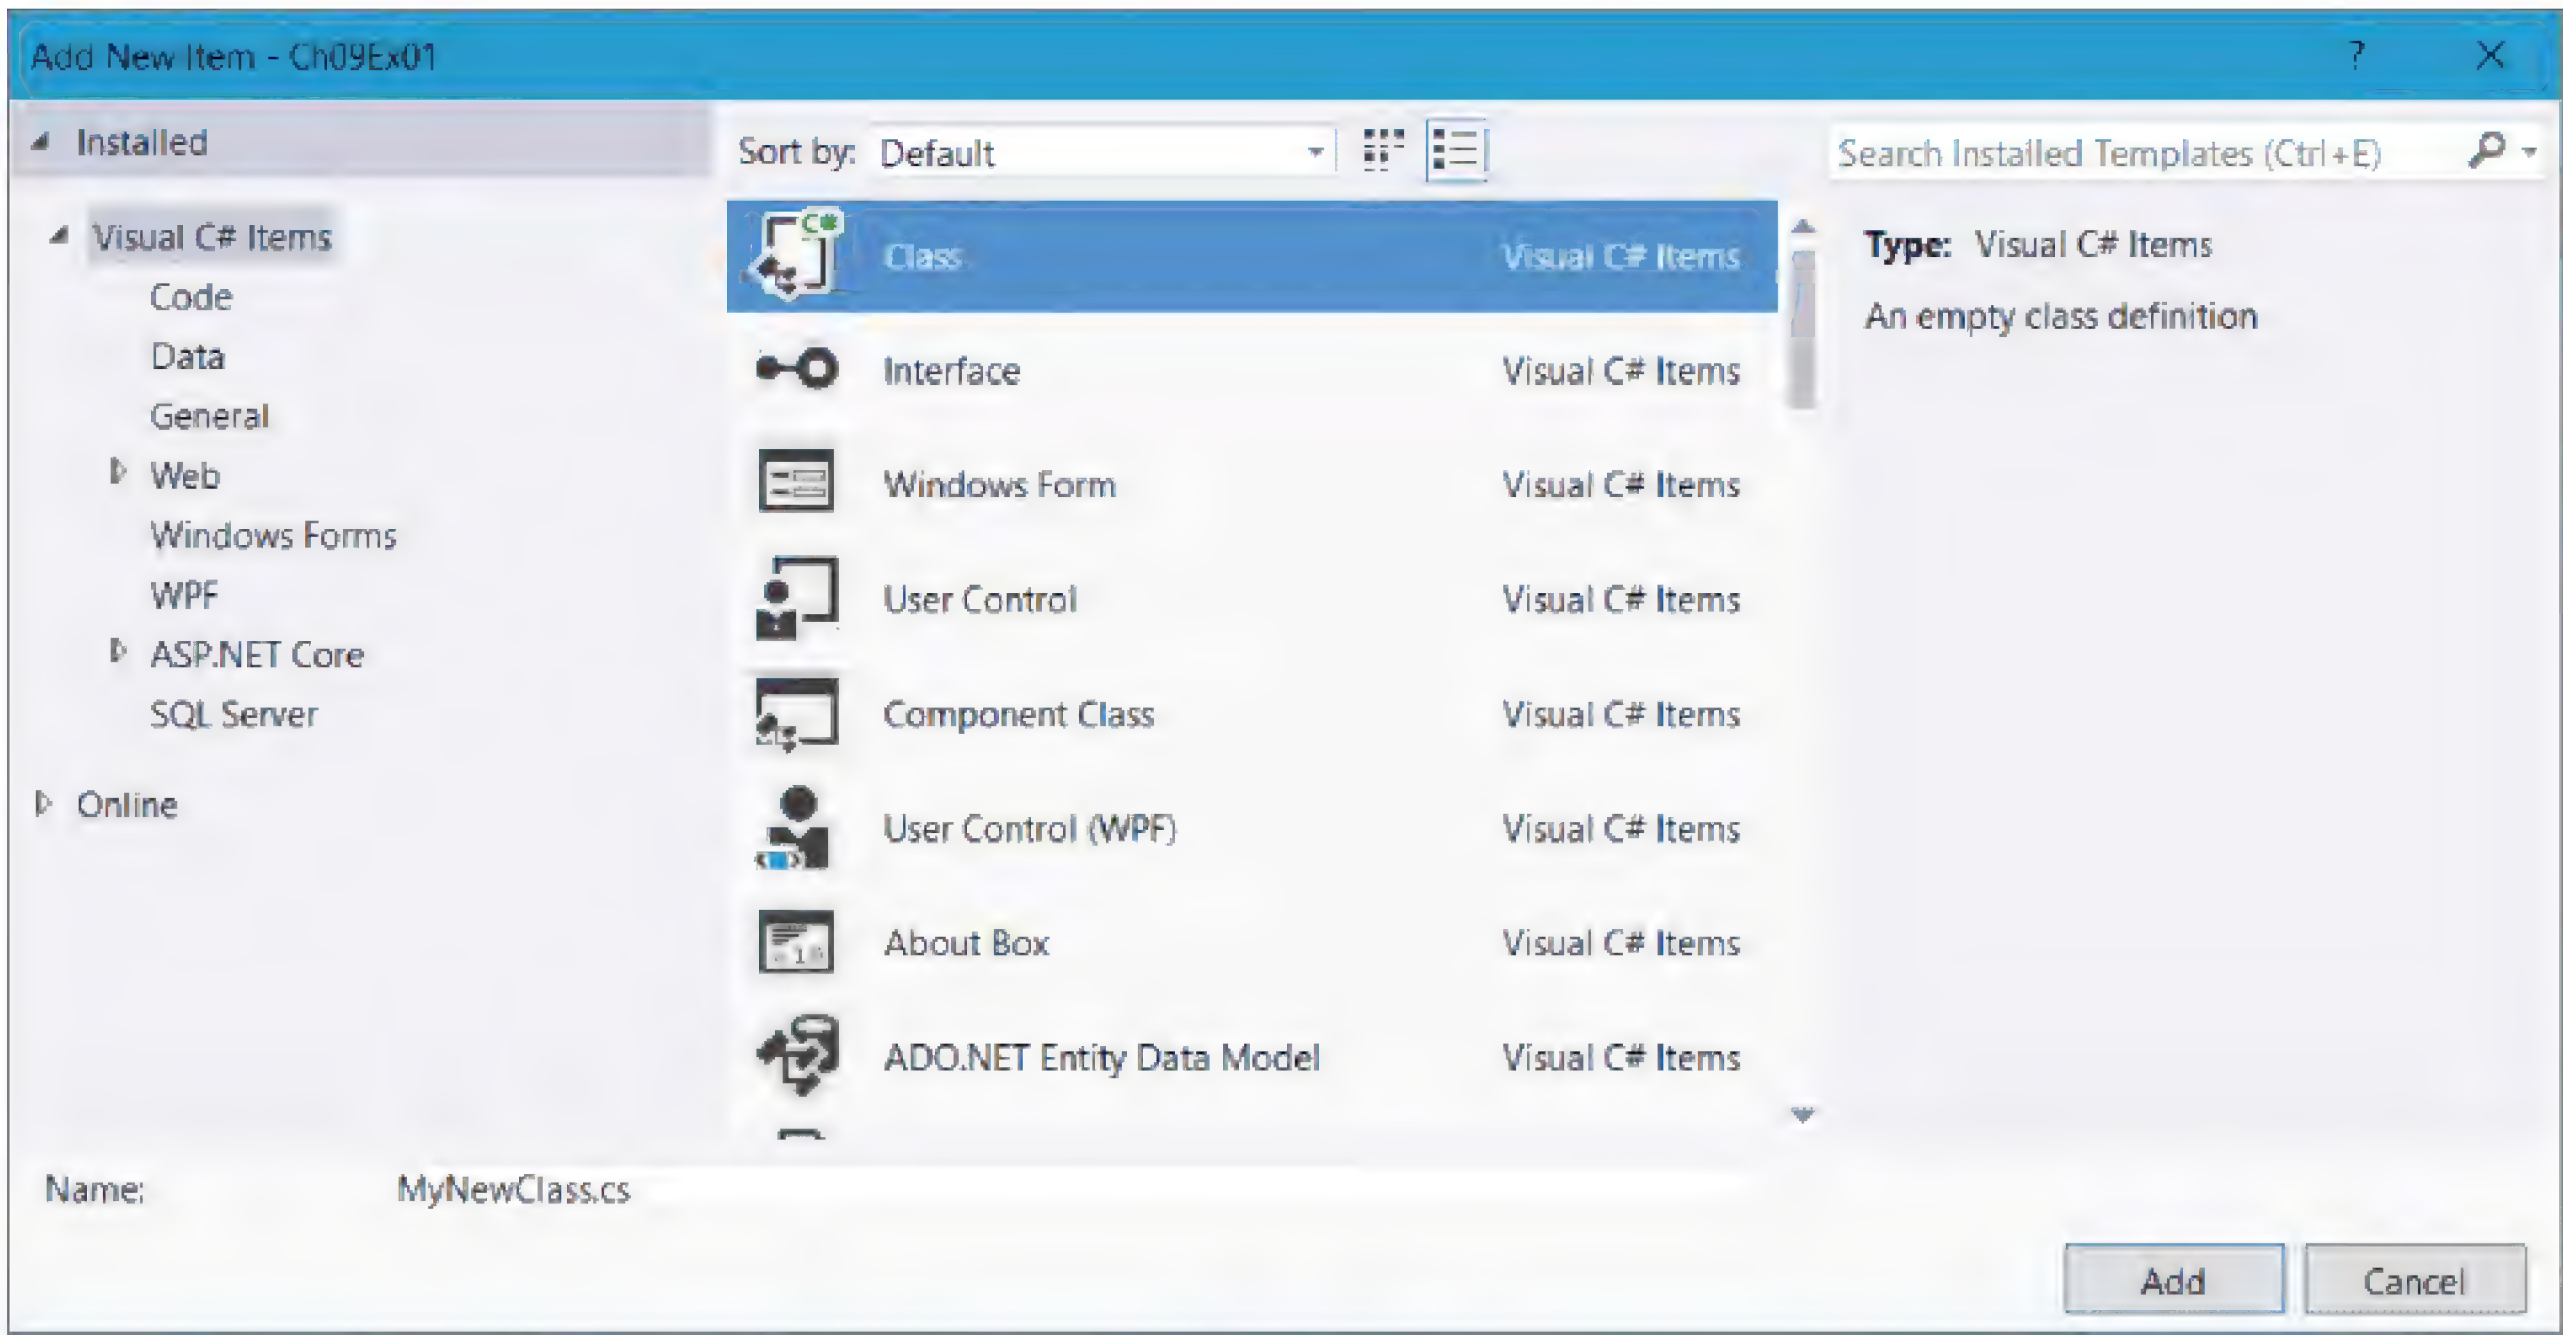 Add New Item - Ch09Ex01
?
Installed
Sort by: Default
Search Installed Templates (Ctrl+E)
Visual C# Items
Code
Data
General
Web
Windows Forms
WPF
ASP.NET Core
SQL Server
Online
C#
Class Visual C# Items
Interface Visual C# Items
Windows Form Visual C# Items
User Control Visual C# Items
Component Class Visual C# Items
User Control (WPF) Visual C# Items
About Box Visual C# Items
ADO.NET Entity Data Model Visual C# Items
Type: Visual C# Items
An empty class definition
Name: MyNewClass.cs
Add Cancel